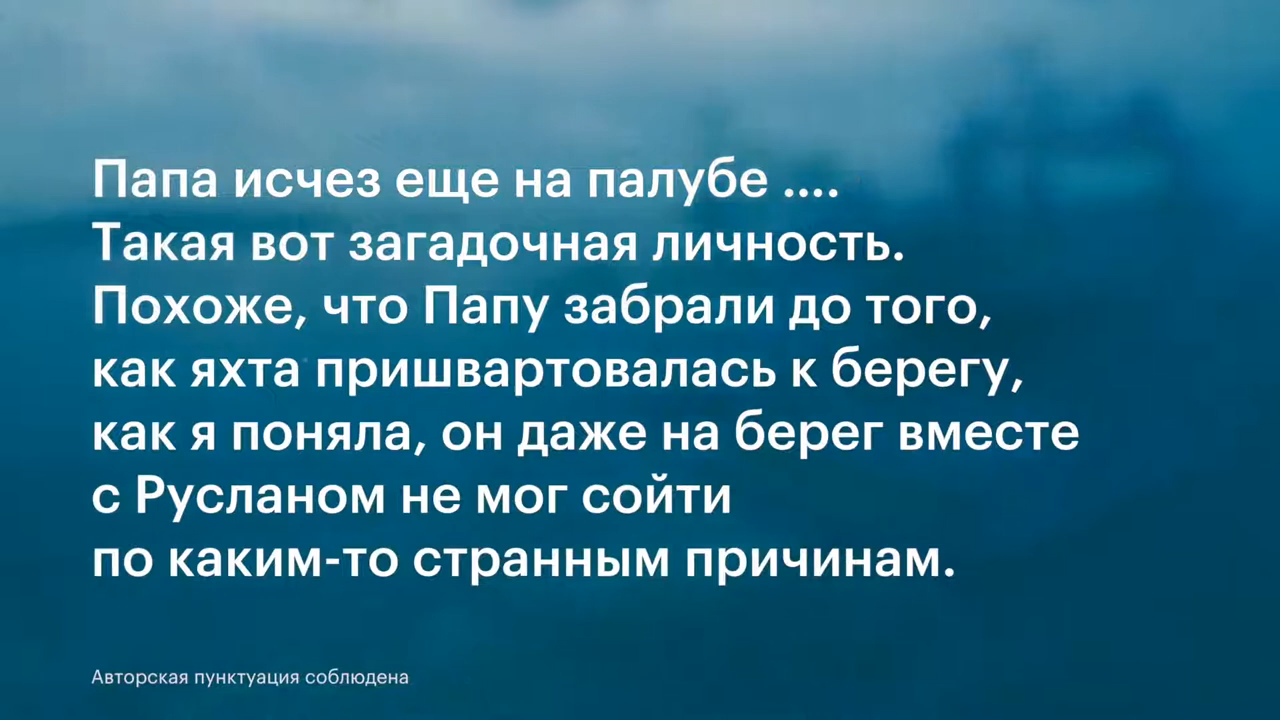 Папа исчез еще на палубе ....
Такая вот загадочная личность.
Похоже, что Папу забрали до того,
как яхта пришвартовалась к берегу,
как я поняла, он даже на берег вместе
с Русланом не мог сойти
по каким-то странным причинам.
Авторская пунктуация соблюдена